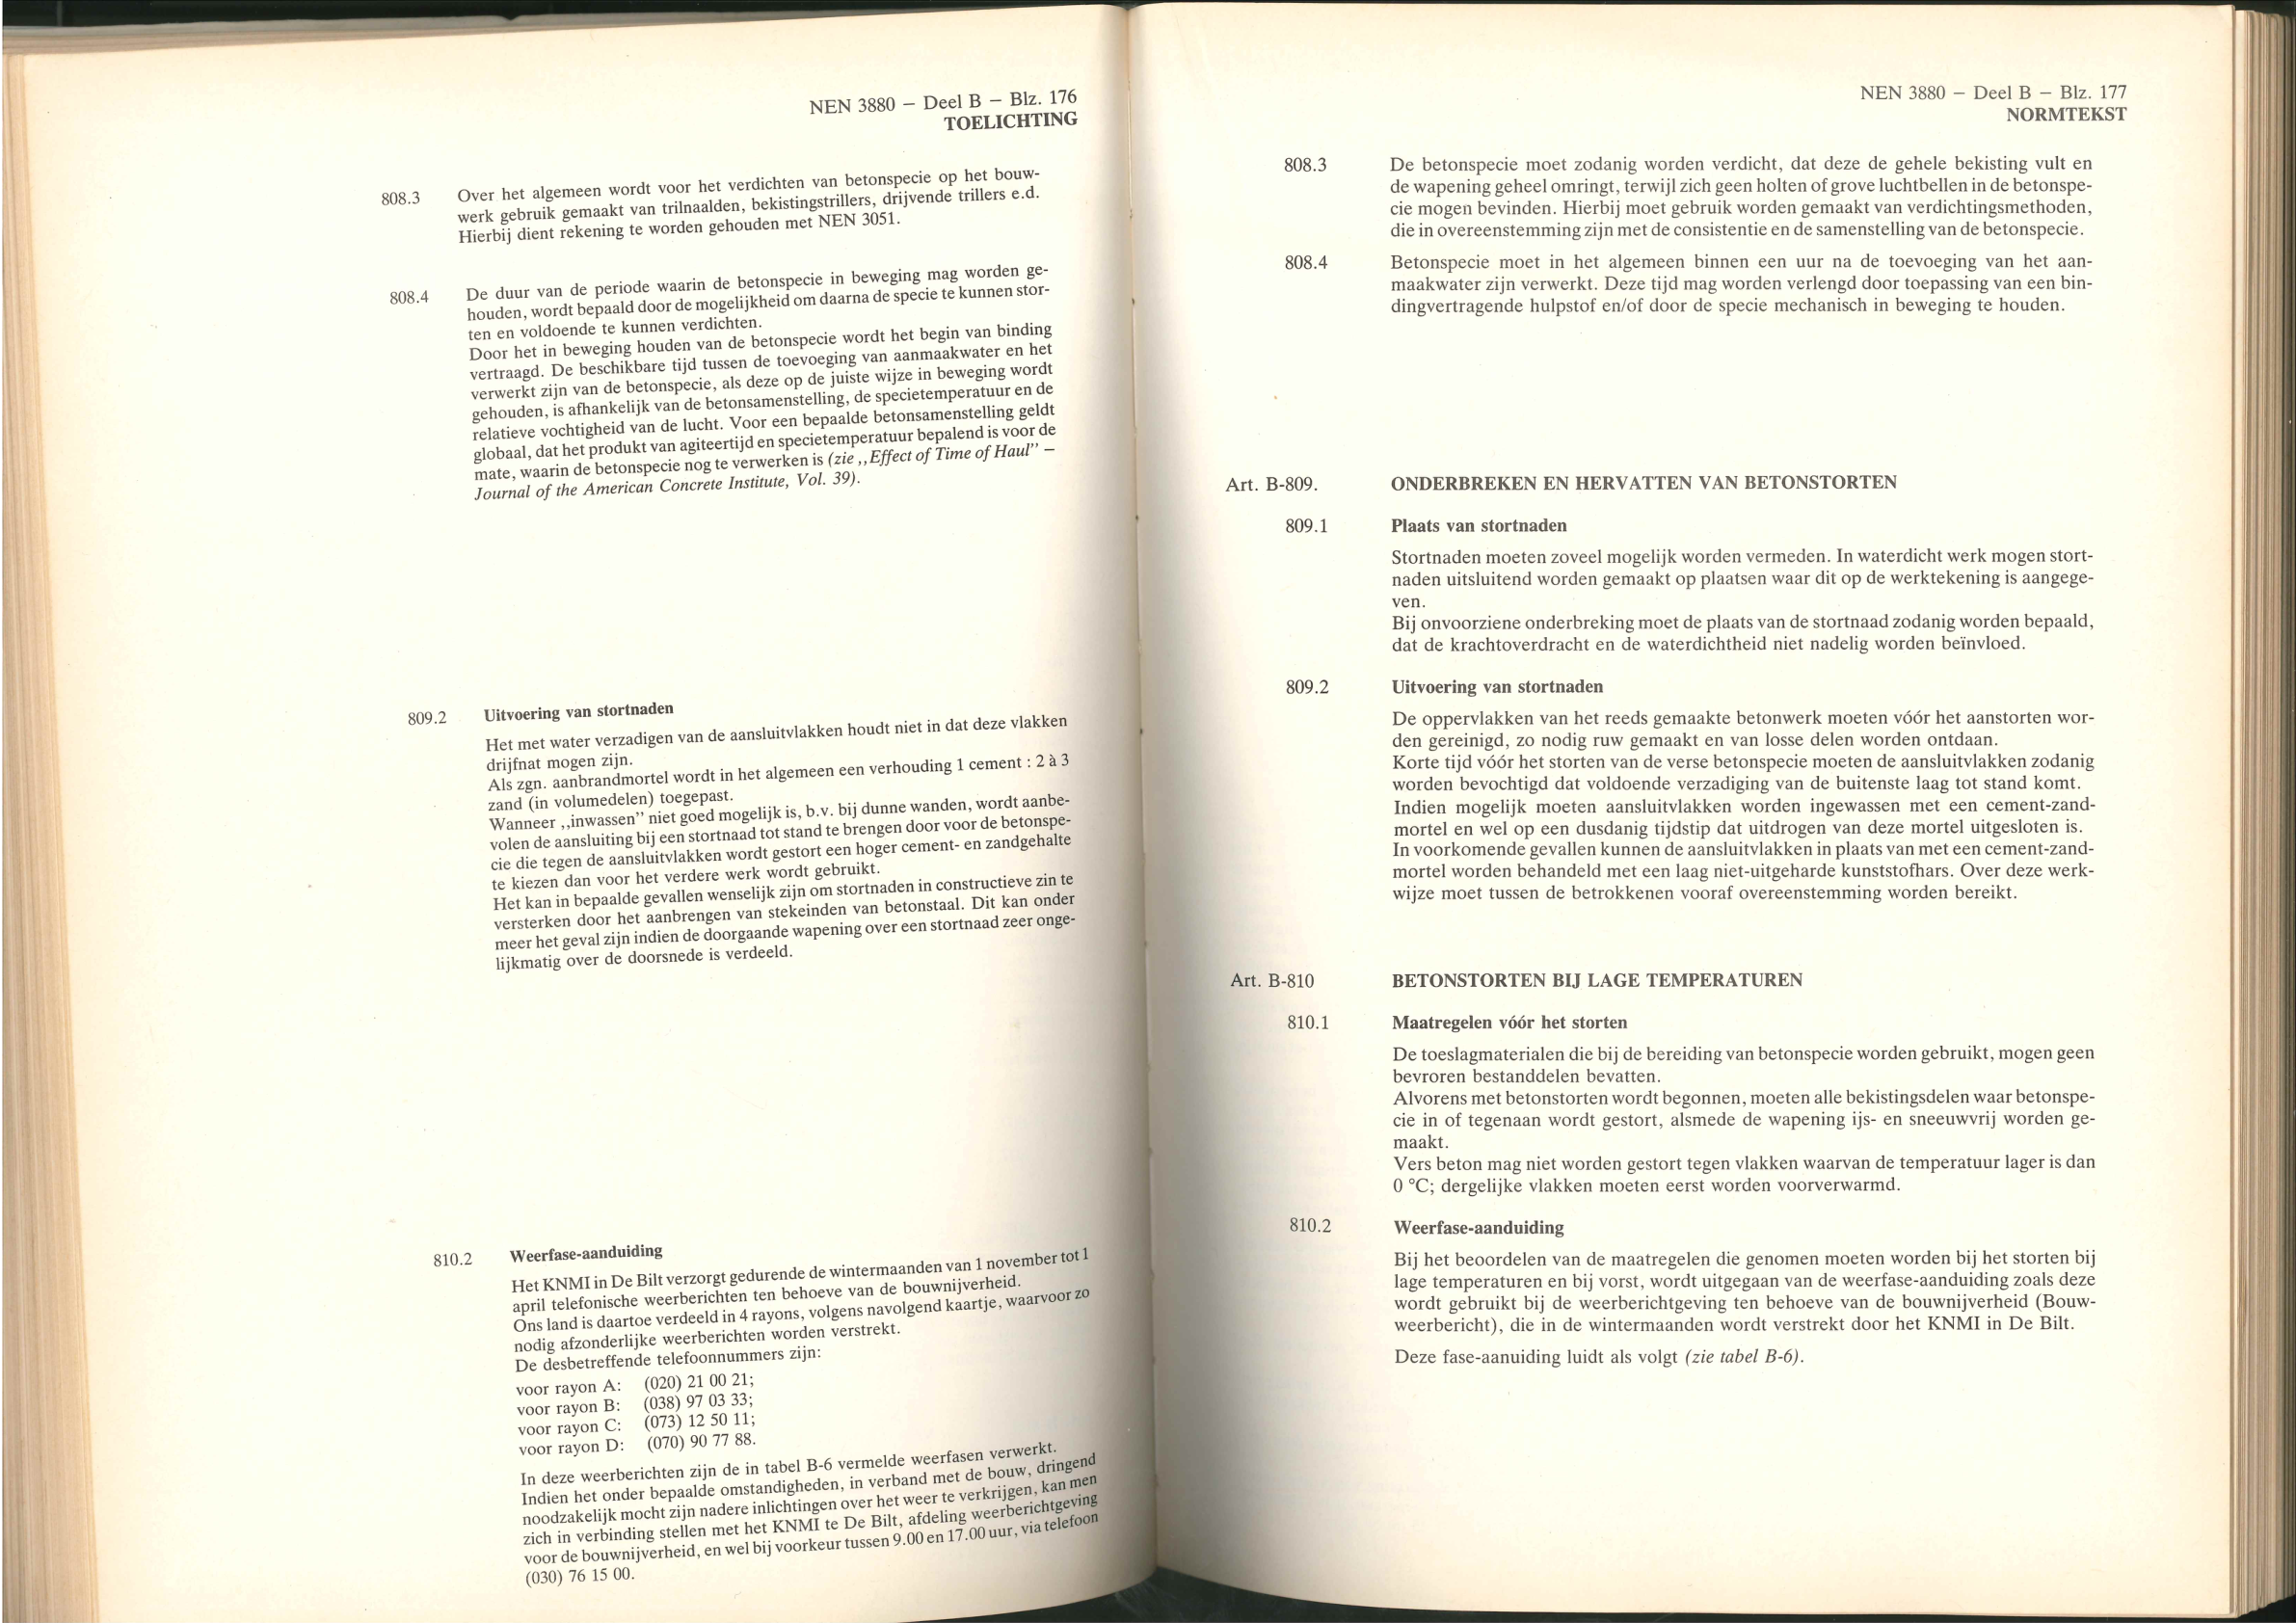 NEN 3880 — Deel B — Blz. 176
TOELICHTING
808.3 Over het algemeen wordt voor het verdichten van betonspecie op het bouw-
werk gebruik gemaakt van trilnaalden, bekistingstrillers, drijvende trillers e.d.
Hierbij dient rekening te worden gehouden met NEN 3051.
808.4 De duur van de periode waarin de betonspecie in beweging mag worden ge-
houden, wordt bepaald door de mogelijkheid om daarna de specie te kunnen stor-
ten en voldoende te kunnen verdichten.
Door het in beweging houden van de betonspecie wordt het begin van binding
vertraagd. De beschikbare tijd tussen de toevoeging van aanmaakwater en het
verwerkt zijn van de betonspecie, als deze op de juiste wijze in beweging wordt
gehouden, is afhankelijk van de betonsamenstelling, de specietemperatuur en de
relatieve vochtigheid van de lucht. Voor een bepaalde betonsamenstelling geldt
globaal, dat het produkt van agiteertijd en specietemperatuur bepalend is voor de
mate, waarin de betonspecie nog te verwerken is (zie ,,Effect of Time of Haul'' —
Journal of the American Concrete Institute, Vol. 39).
809.2 Uitvoering van stortnaden
Het met water verzadigen van de aansluitvlakken houdt niet in dat deze vlakken
drijfnat mogen zijn.
Als zgn. aanbrandmortel wordt in het algemeen een verhouding 1 cement : 2 à 3
zand (in volumedelen) toegepast.
Wanneer ,,inwassen'' niet goed mogelijk is, b.v. bij dunne wanden, wordt aanbe-
volen de aansluiting bij een stortnaad tot stand te brengen door voor de betonspe-
cie die tegen de aansluitvlakken wordt gestort een hoger cement- en zandgehalte
te kiezen dan voor het verdere werk wordt gebruikt.
Het kan in bepaalde gevallen wenselijk zijn om stortnaden in constructieve zin te
versterken door het aanbrengen van stekeinden van betonstaal. Dit kan onder
meer het geval zijn indien de doorgaande wapening over een stortnaad zeer onge-
lijkmatig over de doorsnede is verdeeld.
810.2 Weerfase-aanduiding
Het KNMI in De Bilt verzorgt gedurende de wintermaanden van 1 november tot 1
april telefonische weerberichten ten behoeve van de bouwnijverheid.
Ons land is daartoe verdeeld in 4 rayons, volgens navolgend kaartje, waarvoor zo
nodig afzonderlijke weerberichten worden verstrekt.
De desbetreffende telefoonnummers zijn:
voor rayon A: (020) 21 00 21;
voor rayon B: (038) 97 03 33;
voor rayon C: (073) 12 50 11;
voor rayon D: (070) 90 77 88.
In deze weerberichten zijn de in tabel B-6 vermelde weerfasen verwerkt.
Indien het onder bepaalde omstandigheden, in verband met de bouw, dringend
noodzakelijk mocht zijn nadere inlichtingen over het weer te verkrijgen, kan men
zich in verbinding stellen met het KNMI te De Bilt, afdeling weerberichtgeving
voor de bouwnijverheid, en wel bij voorkeur tussen 9.00 en 17.00 uur, via telefoon
(030) 76 15 00.
NEN 3880 — Deel B — Blz. 177
NORMTEKST
808.3 De betonspecie moet zodanig worden verdicht, dat deze de gehele bekisting vult en
de wapening geheel omringt, terwijl zich geen holten of grove luchtbellen in de betonspe-
cie mogen bevinden. Hierbij moet gebruik worden gemaakt van verdichtingsmethoden,
die in overeenstemming zijn met de consistentie en de samenstelling van de betonspecie.
808.4 Betonspecie moet in het algemeen binnen een uur na de toevoeging van het aan-
maakwater zijn verwerkt. Deze tijd mag worden verlengd door toepassing van een bin-
dingvertragende hulpstof en/of door de specie mechanisch in beweging te houden.
Art. B-809. ONDERBREKEN EN HERVATTEN VAN BETONSTORTEN
809.1 Plaats van stortnaden
Stortnaden moeten zoveel mogelijk worden vermeden. In waterdicht werk mogen stort-
naden uitsluitend worden gemaakt op plaatsen waar dit op de werktekening is aangege-
ven.
Bij onvoorziene onderbreking moet de plaats van de stortnaad zodanig worden bepaald,
dat de krachtoverdracht en de waterdichtheid niet nadelig worden beïnvloed.
809.2 Uitvoering van stortnaden
De oppervlakken van het reeds gemaakte betonwerk moeten vóór het aanstorten wor-
den gereinigd, zo nodig ruw gemaakt en van losse delen worden ontdaan.
Korte tijd vóór het storten van de verse betonspecie moeten de aansluitvlakken zodanig
worden bevochtigd dat voldoende verzadiging van de buitenste laag tot stand komt.
Indien mogelijk moeten aansluitvlakken worden ingewassen met een cement-zand-
mortel en wel op een dusdanig tijdstip dat uitdrogen van deze mortel uitgesloten is.
In voorkomende gevallen kunnen de aansluitvlakken in plaats van met een cement-zand-
mortel worden behandeld met een laag niet-uitgeharde kunststofhars. Over deze werk-
wijze moet tussen de betrokkenen vooraf overeenstemming worden bereikt.
Art. B-810 BETONSTORTEN BIJ LAGE TEMPERATUREN
810.1 Maatregelen vóór het storten
De toeslagmaterialen die bij de bereiding van betonspecie worden gebruikt, mogen geen
bevroren bestanddelen bevatten.
Alvorens met betonstorten wordt begonnen, moeten alle bekistingsdelen waar betonspe-
cie in of tegenaan wordt gestort, alsmede de wapening ijs- en sneeuwvrij worden ge-
maakt.
Vers beton mag niet worden gestort tegen vlakken waarvan de temperatuur lager is dan
0 °C; dergelijke vlakken moeten eerst worden voorverwarmd.
810.2 Weerfase-aanduiding
Bij het beoordelen van de maatregelen die genomen moeten worden bij het storten bij
lage temperaturen en bij vorst, wordt uitgegaan van de weerfase-aanduiding zoals deze
wordt gebruikt bij de weerberichtgeving ten behoeve van de bouwnijverheid (Bouw-
weerbericht), die in de wintermaanden wordt verstrekt door het KNMI in De Bilt.
Deze fase-aanuiding luidt als volgt (zie tabel B-6).